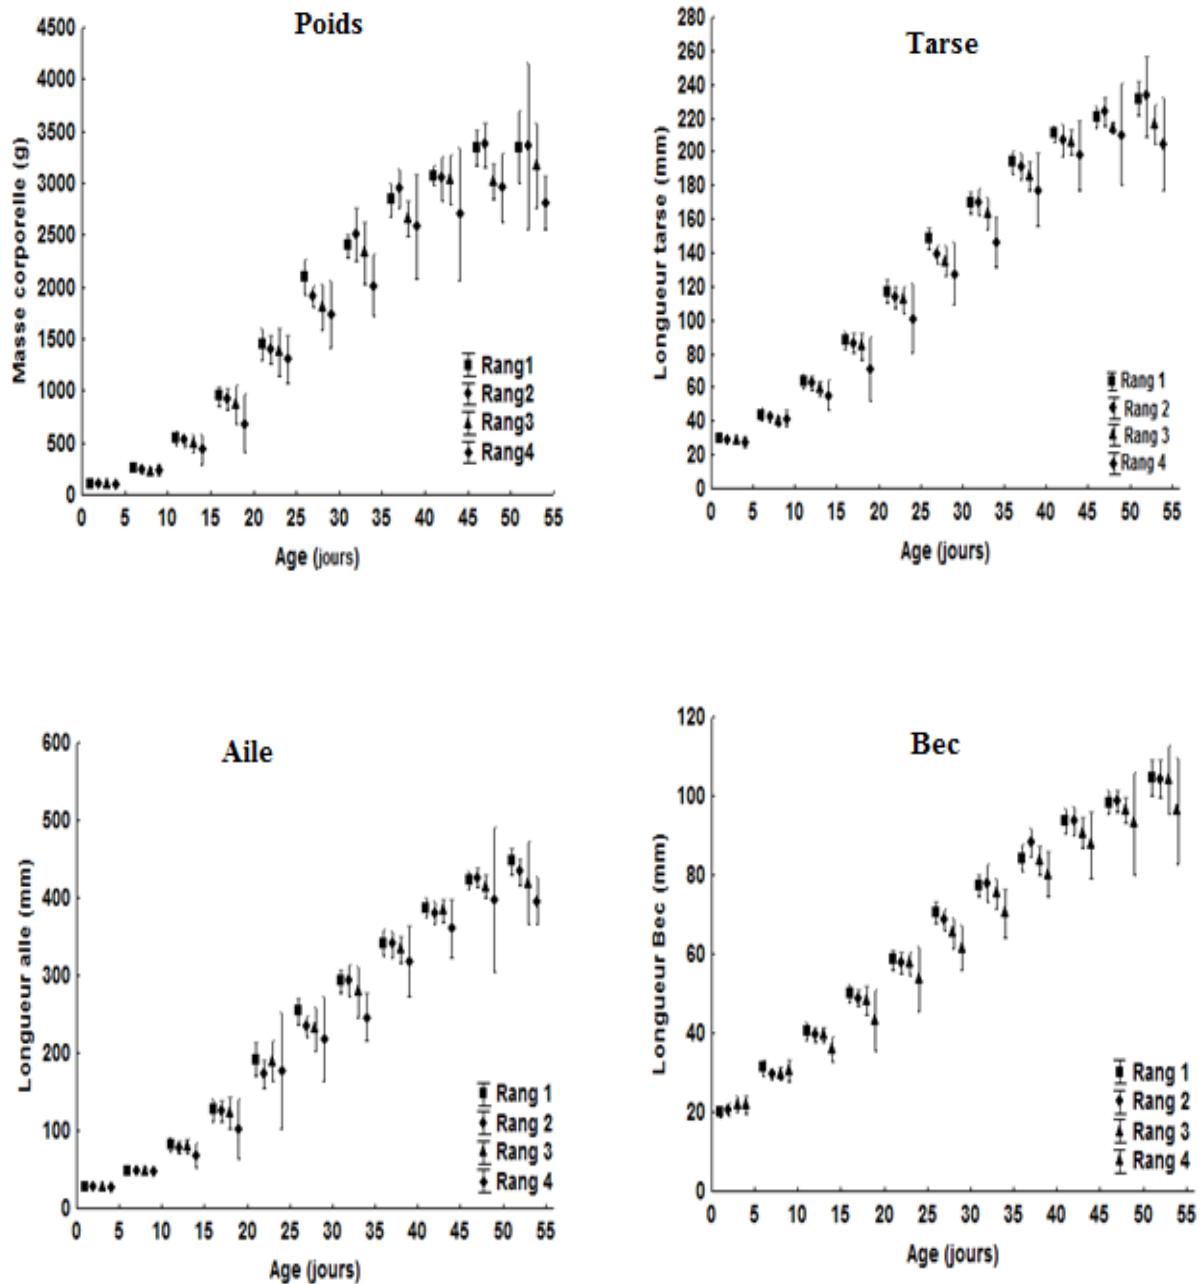 Poids
Masse corporelle (g)
4500
4000
3500
3000
2500
2000
1500
1000
500
0
0 5 10 15 20 25 30 35 40 45 50 55
Age (jours)
Rang1
Rang2
Rang3
Rang4
Tarse
Longueur tarse (mm)
280
260
240
220
200
180
160
140
120
100
80
60
40
20
0
0 5 10 15 20 25 30 35 40 45 50 55
Age (jours)
Rang 1
Rang 2
Rang 3
Rang 4
Aile
Longueur aile (mm)
600
500
400
300
200
100
0
0 5 10 15 20 25 30 35 40 45 50 55
Age (jours)
Rang 1
Rang 2
Rang 3
Rang 4
Bec
Longueur Bec (mm)
120
100
80
60
40
20
0
0 5 10 15 20 25 30 35 40 45 50 55
Age (jours)
Rang 1
Rang 2
Rang 3
Rang 4